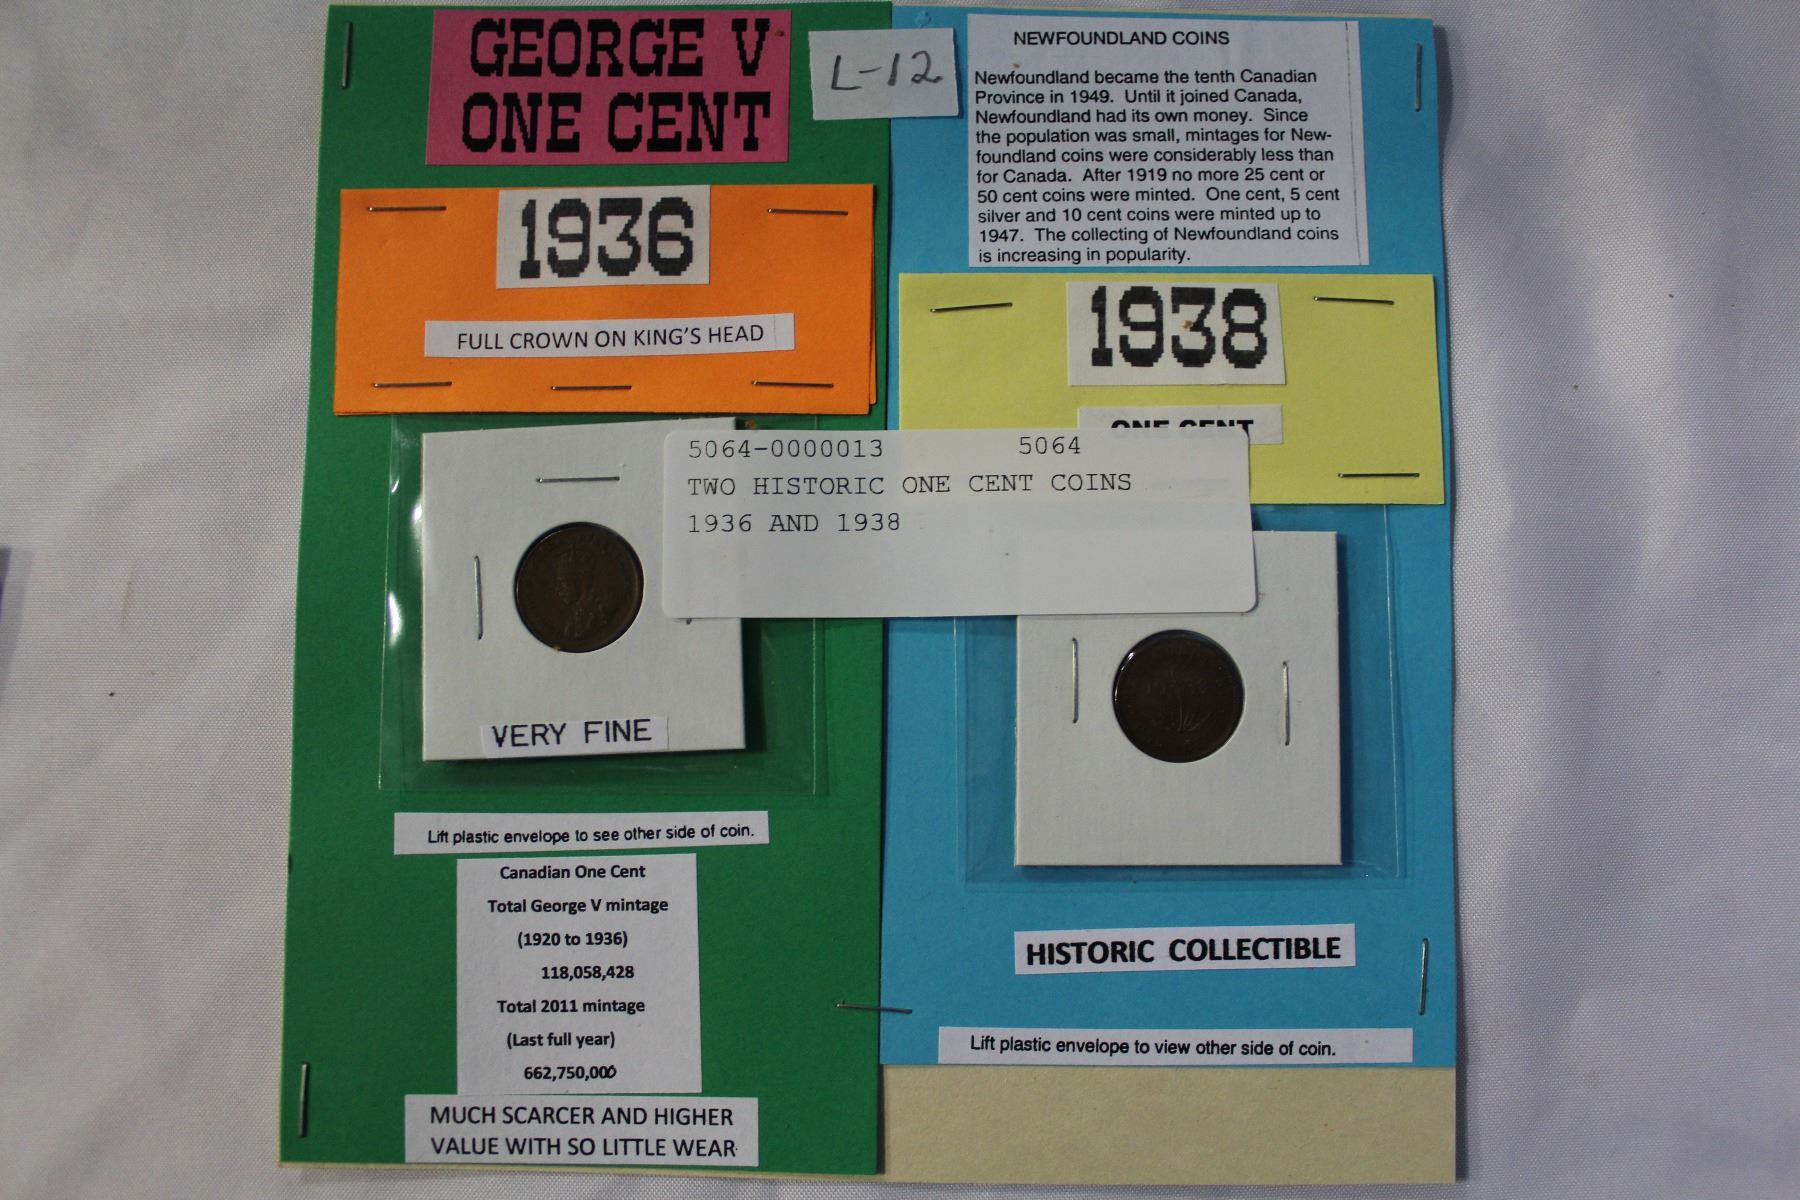 GEORGE V
ONE CENT
L-12
1936
FULL CROWN ON KING'S HEAD
VERY FINE
Lift plastic envelope to see other side of coin.
Canadian One Cent
Total George V mintage
(1920 to 1936)
118,058,428
Total 2011 mintage
(Last full year)
662,750,000
MUCH SCARCER AND HIGHER
VALUE WITH SO LITTLE WEAR.
NEWFOUNDLAND COINS
Newfoundland became the tenth Canadian
Province in 1949. Until it joined Canada,
Newfoundland had its own money. Since
the population was small, mintages for New-
foundland coins were considerably less than
for Canada. After 1919 no more 25 cent or
50 cent coins were minted. One cent, 5 cent
silver and 10 cent coins were minted up to
1947. The collecting of Newfoundland coins
is increasing in popularity.
1938
ONE CENT
5064-0000013 5064
TWO HISTORIC ONE CENT COINS
1936 AND 1938
HISTORIC COLLECTIBLE
Lift plastic envelope to view other side of coin.